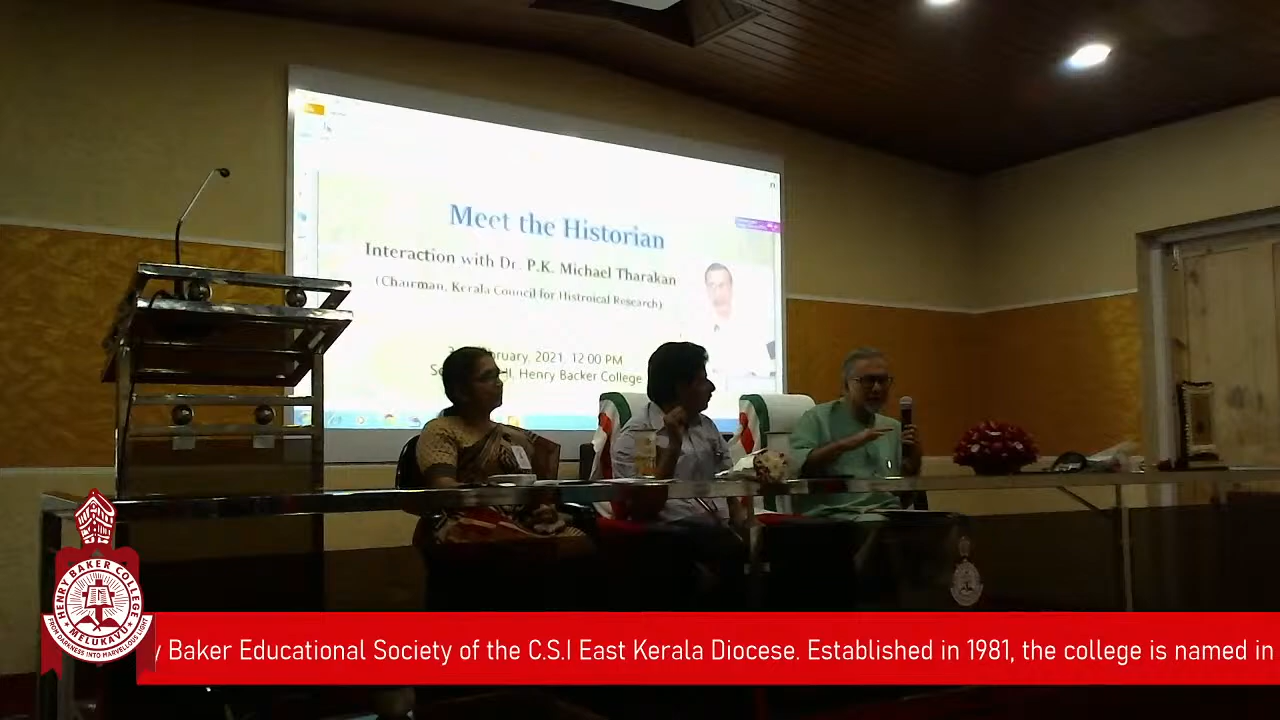 Meet the Historian
Interaction with Dr. P.K. Michael Tharakan
(Chairman, Kerala Council for Histroical Research)
bruary, 2021, 12:00 PM
ll, Henry Backer College
HENRY BAKER COLLEGE
MELUKAVU
FROM DARKNESS INTO MARVELLOUS LIGHT
y Baker Educational Society of the C.S.I East Kerala Diocese. Established in 1981, the college is named in